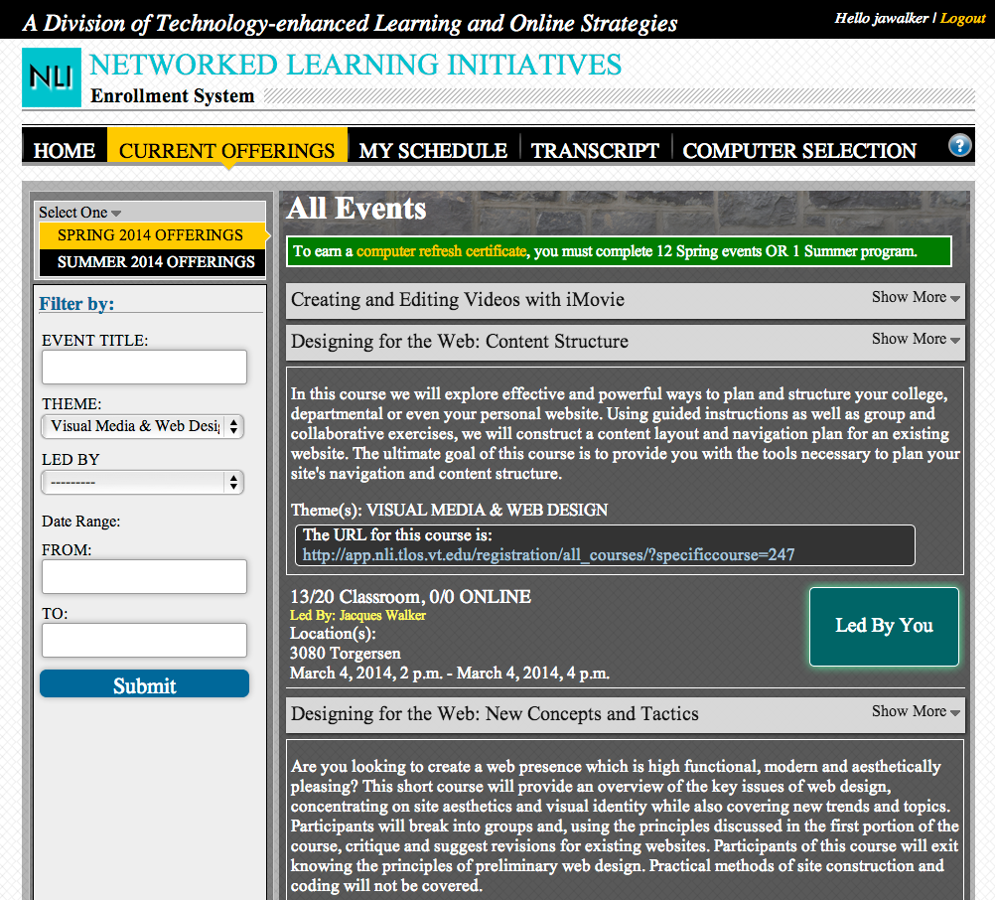 A Division of Technology-enhanced Learning and Online Strategies
Hello jawalker | Logout
NLI
NETWORKED LEARNING INITIATIVES
Enrollment System
HOME
CURRENT OFFERINGS
MY SCHEDULE
TRANSCRIPT
COMPUTER SELECTION
?
Select One
SPRING 2014 OFFERINGS
SUMMER 2014 OFFERINGS
Filter by:
EVENT TITLE:
THEME:
Visual Media & Web Desi
LED BY
---------
Date Range:
FROM:
TO:
Submit
All Events
To earn a computer refresh certificate, you must complete 12 Spring events OR 1 Summer program.
Creating and Editing Videos with iMovie
Show More
Designing for the Web: Content Structure
Show More
In this course we will explore effective and powerful ways to plan and structure your college,
departmental or even your personal website. Using guided instructions as well as group and
collaborative exercises, we will construct a content layout and navigation plan for an existing
website. The ultimate goal of this course is to provide you with the tools necessary to plan your
site's navigation and content structure.
Theme(s): VISUAL MEDIA & WEB DESIGN
The URL for this course is:
http://app.nli.tlos.vt.edu/registration/all_courses/?specificcourse=247
13/20 Classroom, 0/0 ONLINE
Led By: Jacques Walker
Location(s):
3080 Torgersen
March 4, 2014, 2 p.m. - March 4, 2014, 4 p.m.
Led By You
Designing for the Web: New Concepts and Tactics
Show More
Are you looking to create a web presence which is high functional, modern and aesthetically
pleasing? This short course will provide an overview of the key issues of web design,
concentrating on site aesthetics and visual identity while also covering new trends and topics.
Participants will break into groups and, using the principles discussed in the first portion of the
course, critique and suggest revisions for existing websites. Participants of this course will exit
knowing the principles of preliminary web design. Practical methods of site construction and
coding will not be covered.